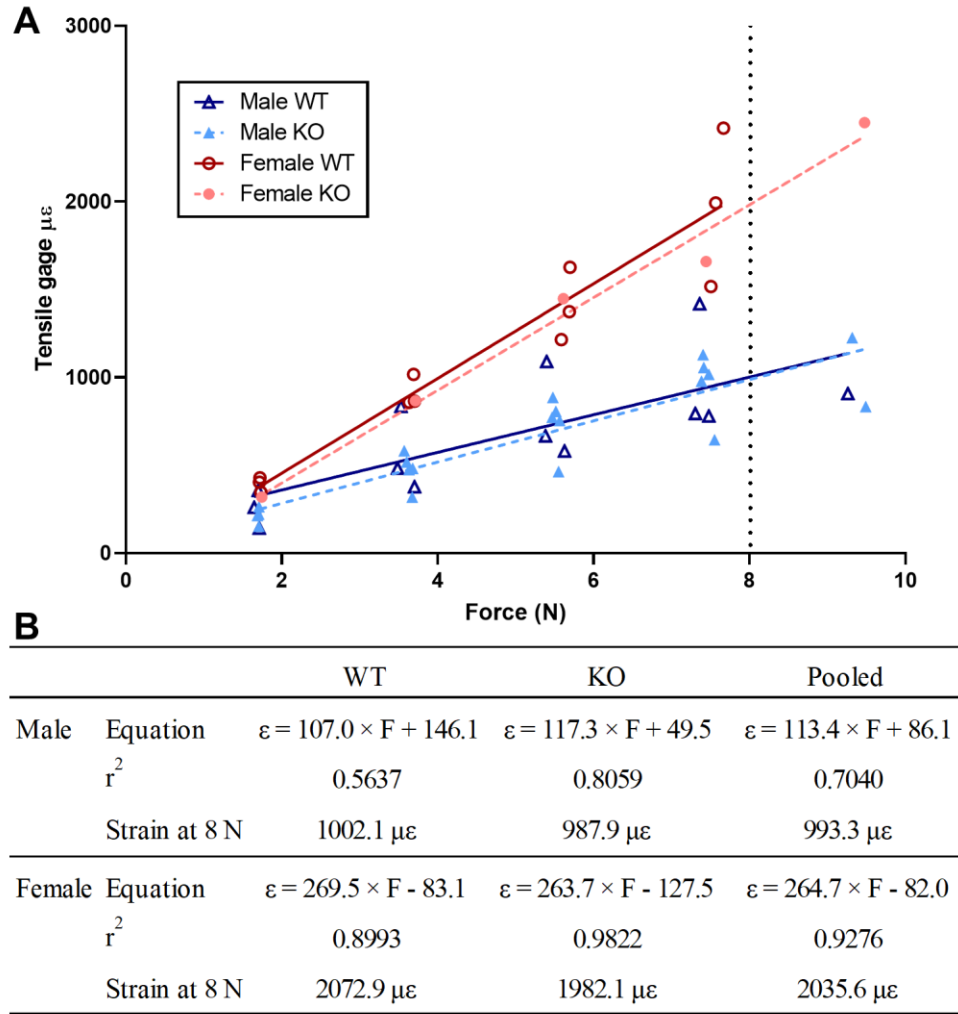 A
3000
2000
1000
0
Tensile gage με
Male WT
Male KO
Female WT
Female KO
0 2 4 6 8 10
Force (N)
B
WT KO Pooled
Male Equation ε = 107.0 × F + 146.1 ε = 117.3 × F + 49.5 ε = 113.4 × F + 86.1
r² 0.5637 0.8059 0.7040
Strain at 8 N 1002.1 με 987.9 με 993.3 με
Female Equation ε = 269.5 × F - 83.1 ε = 263.7 × F - 127.5 ε = 264.7 × F - 82.0
r² 0.8993 0.9822 0.9276
Strain at 8 N 2072.9 με 1982.1 με 2035.6 με